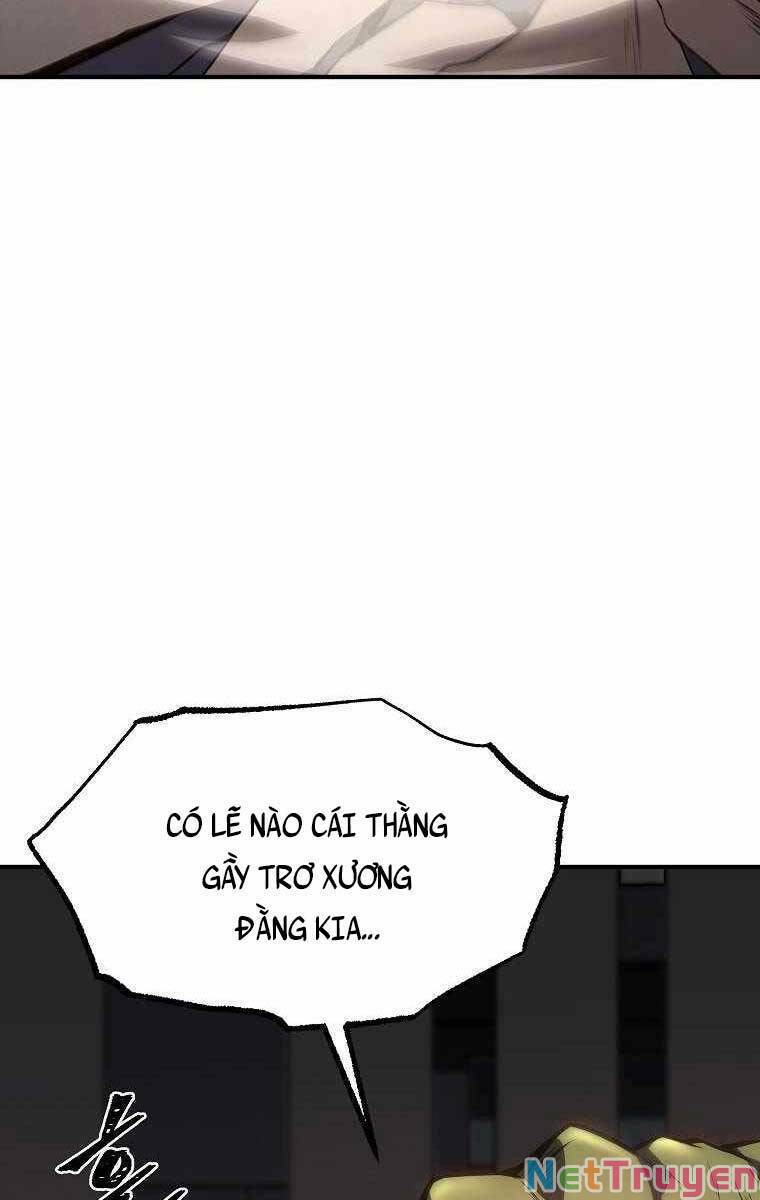 CÓ LẼ NÀO CÁI THẰNG
GẦY TRƠ XƯƠNG
ĐẰNG KIA...
NetTruyen